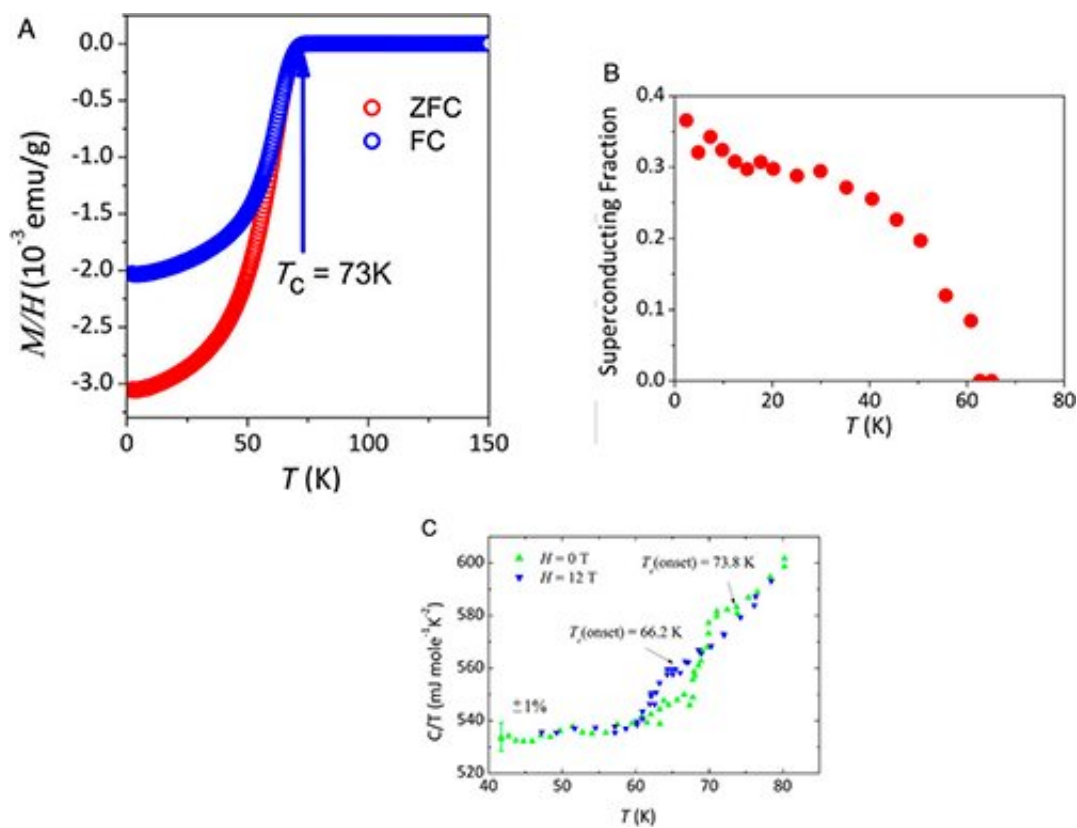 A
0.0
-0.5
-1.0
-1.5
-2.0
-2.5
-3.0
M/H (10⁻³ emu/g)
ZFC
FC
T_C = 73K
0 50 100 150
T (K)
B
0.4
0.3
0.2
0.1
0.0
Superconducting Fraction
0 20 40 60 80
T (K)
C
600
580
560
540
520
C/T (mJ mole⁻¹K⁻²)
H = 0 T
H = 12 T
T_c(onset) = 73.8 K
T_c(onset) = 66.2 K
±1%
40 50 60 70 80
T (K)